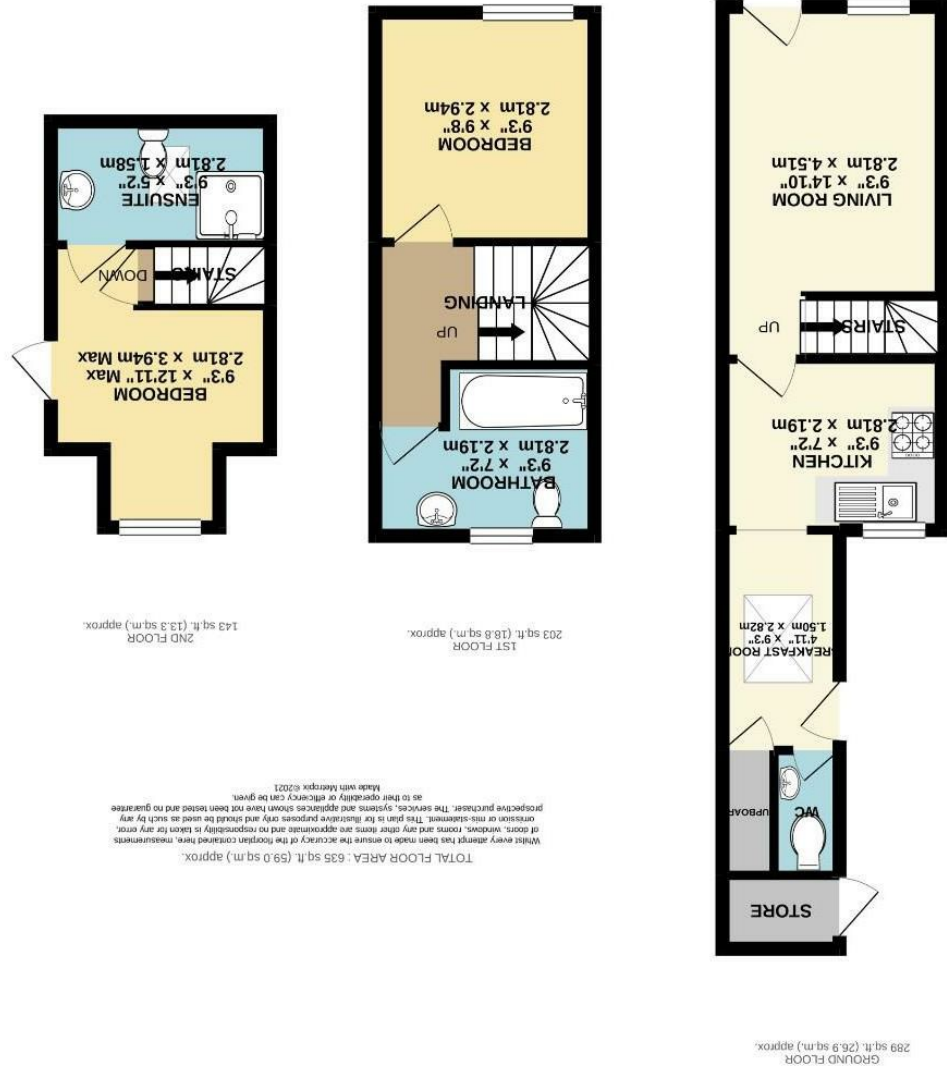 GROUND FLOOR
289 sq.ft. (26.9 sq.m.) approx.
STORE
WC
UPBOARD
REAKFAST ROO
4'11" x 9'3"
1.50m x 2.82m
KITCHEN
9'3" x 7'2"
2.81m x 2.19m
STAIRS
UP
LIVING ROOM
9'3" x 14'10"
2.81m x 4.51m
1ST FLOOR
203 sq.ft. (18.8 sq.m.) approx.
BATHROOM
9'3" x 7'2"
2.81m x 2.19m
UP
LANDING
BEDROOM
9'3" x 9'8"
2.81m x 2.94m
2ND FLOOR
143 sq.ft. (13.3 sq.m.) approx.
BEDROOM
9'3" x 12'11" Max
2.81m x 3.94m Max
STAIRS
DOWN
ENSUITE
9'3" x 5'2"
2.81m x 1.58m
TOTAL FLOOR AREA : 635 sq.ft. (59.0 sq.m.) approx.
Whilst every attempt has been made to ensure the accuracy of the floorplan contained here, measurements
of doors, windows, rooms and any other items are approximate and no responsibility is taken for any error,
omission or mis-statement. This plan is for illustrative purposes only and should be used as such by any
prospective purchaser. The services, systems and appliances shown have not been tested and no guarantee
as to their operability or efficiency can be given.
Made with Metropix ©2021